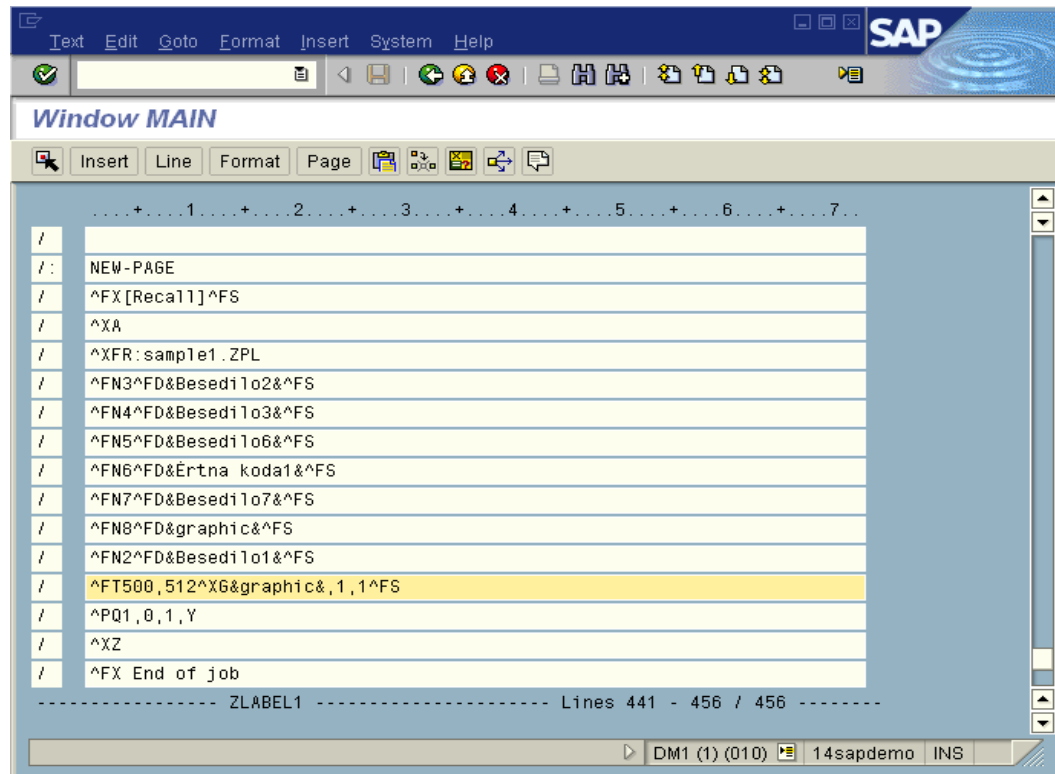 Text Edit Goto Format Insert System Help
SAP
Window MAIN
Insert Line Format Page
....+....1....+....2....+....3....+....4....+....5....+....6....+....7..
/
/: NEW-PAGE
/ ^FX[Recall]^FS
/ ^XA
/ ^XFR:sample1.ZPL
/ ^FN3^FD&Besedilo2&^FS
/ ^FN4^FD&Besedilo3&^FS
/ ^FN5^FD&Besedilo6&^FS
/ ^FN6^FD&Èrtna koda1&^FS
/ ^FN7^FD&Besedilo7&^FS
/ ^FN8^FD&graphic&^FS
/ ^FN2^FD&Besedilo1&^FS
/ ^FT500,512^XG&graphic&,1,1^FS
/ ^PQ1,0,1,Y
/ ^XZ
/ ^FX End of job
----------------- ZLABEL1 ---------------------- Lines 441 - 456 / 456 --------
DM1 (1) (010) 14sapdemo INS